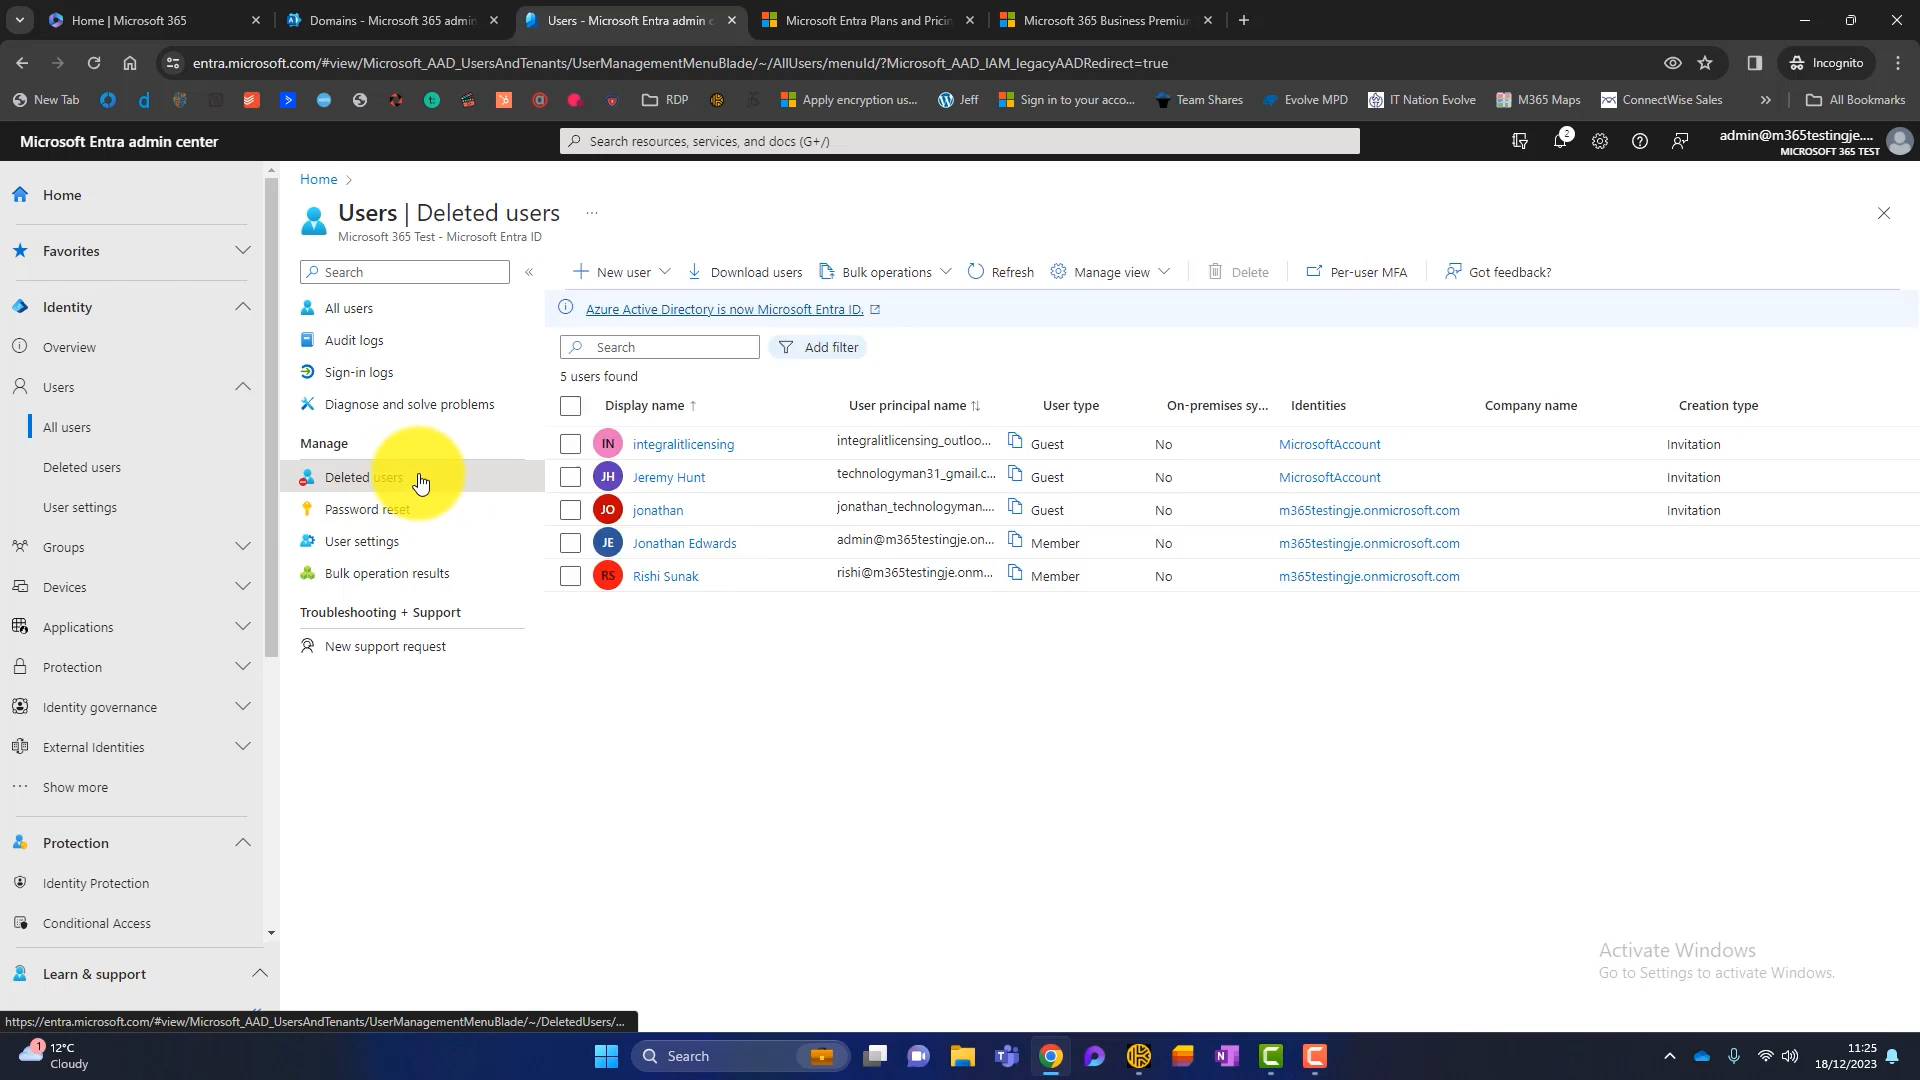 Home | Microsoft 365
Domains - Microsoft 365 admin
Users - Microsoft Entra admin c
Microsoft Entra Plans and Pricin
Microsoft 365 Business Premium
entra.microsoft.com/#view/Microsoft_AAD_UsersAndTenants/UserManagementMenuBlade/~/AllUsers/menuId/?Microsoft_AAD_IAM_legacyAADRedirect=true
Incognito
New Tab
RDP
Apply encryption us...
Jeff
Sign in to your acco...
Team Shares
Evolve MPD
IT Nation Evolve
M365 Maps
ConnectWise Sales
All Bookmarks
Microsoft Entra admin center
Search resources, services, and docs (G+/)
2
admin@m365testingje....
MICROSOFT 365 TEST
Home
Favorites
Identity
Overview
Users
All users
Deleted users
User settings
Groups
Devices
Applications
Protection
Identity governance
External Identities
Show more
Protection
Identity Protection
Conditional Access
Learn & support
Home
Users | Deleted users
Microsoft 365 Test - Microsoft Entra ID
Search
All users
Audit logs
Sign-in logs
Diagnose and solve problems
Manage
Deleted users
Password reset
User settings
Bulk operation results
Troubleshooting + Support
New support request
New user
Download users
Bulk operations
Refresh
Manage view
Delete
Per-user MFA
Got feedback?
Azure Active Directory is now Microsoft Entra ID.
Search
Add filter
5 users found
Display name ↑ User principal name ↑↓ User type On-premises sy... Identities Company name Creation type
IN integralitlicensing integralitlicensing_outloo... Guest No MicrosoftAccount Invitation
JH Jeremy Hunt technologyman31_gmail.c... Guest No MicrosoftAccount Invitation
JO jonathan jonathan_technologyman.... Guest No m365testingje.onmicrosoft.com Invitation
JE Jonathan Edwards admin@m365testingje.on... Member No m365testingje.onmicrosoft.com
RS Rishi Sunak rishi@m365testingje.onm... Member No m365testingje.onmicrosoft.com
Activate Windows
Go to Settings to activate Windows.
https://entra.microsoft.com/#view/Microsoft_AAD_UsersAndTenants/UserManagementMenuBlade/~/DeletedUsers/...
1
12°C
Cloudy
Search
11:25
18/12/2023